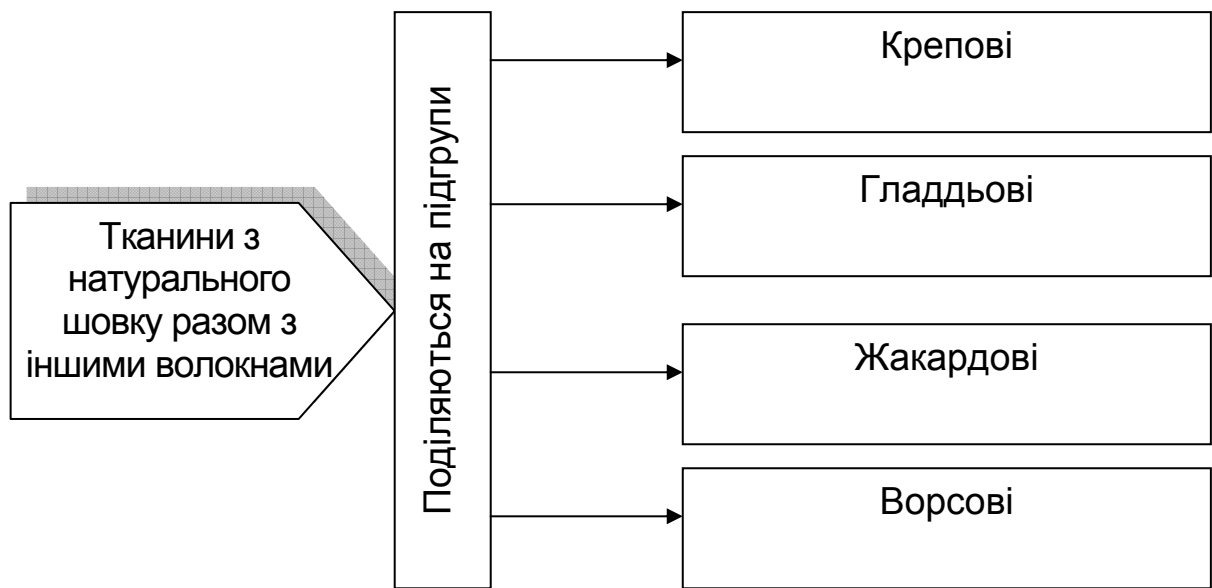 Тканини з
натурального
шовку разом з
іншими волокнами
Поділяються на підгрупи
Крепові
Гладдьові
Жакардові
Ворсові